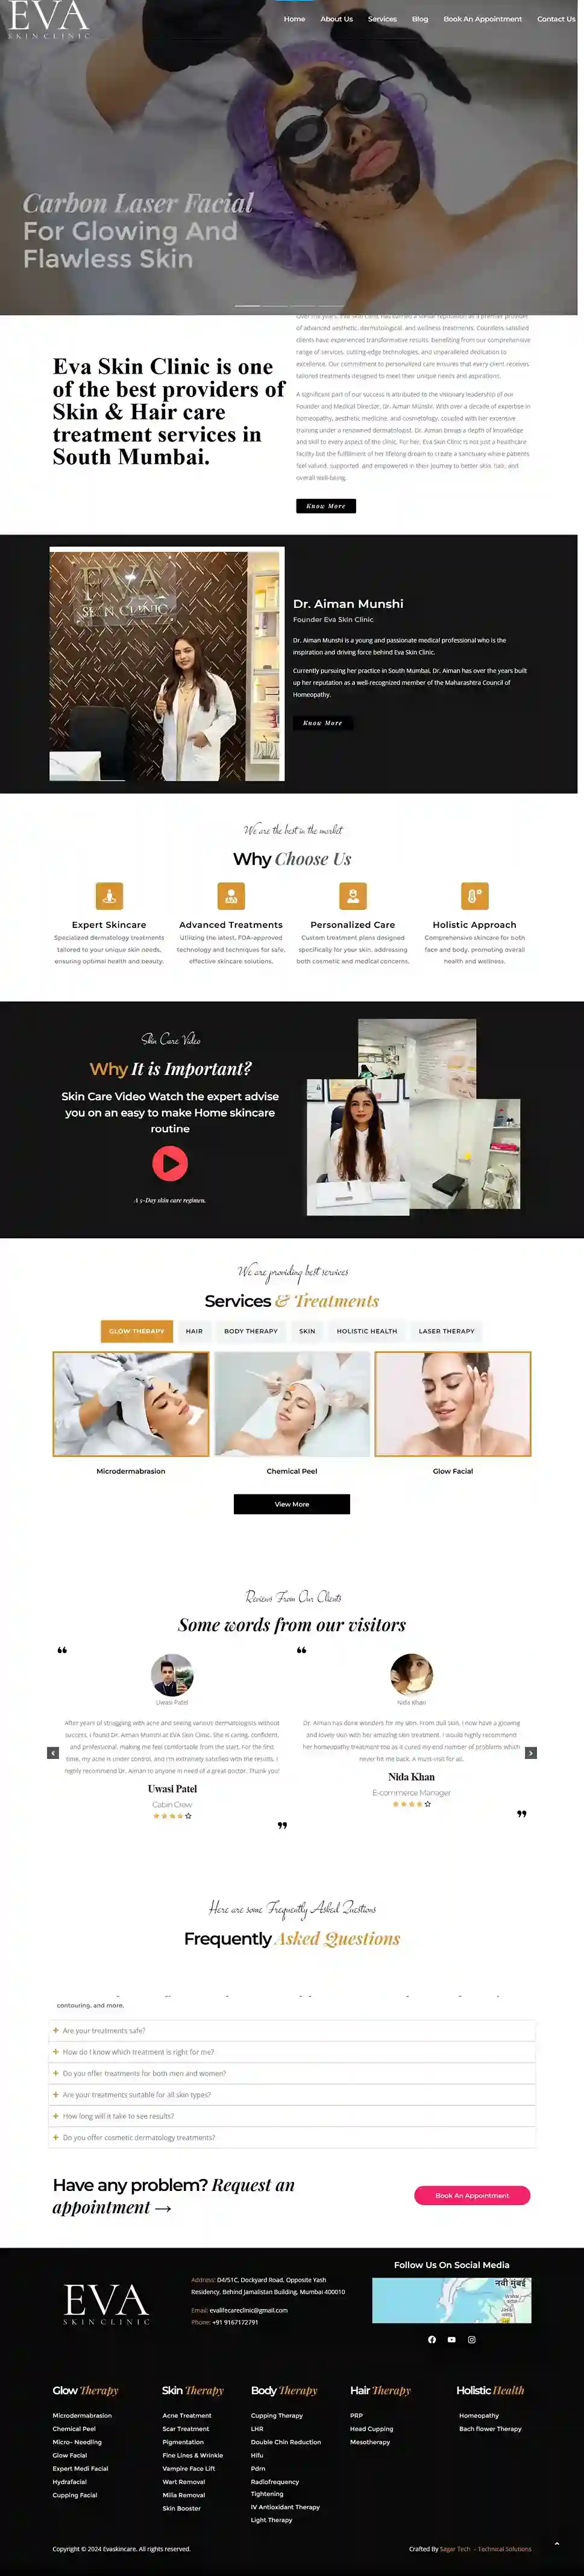 EVA
SKIN CLINIC
Home
About Us
Services
Blog
Book An Appointment
Contact Us
Carbon Laser Facial
For Glowing And
Flawless Skin
Eva Skin Clinic is one
of the best providers of
Skin & Hair care
treatment services in
South Mumbai.
Over the years, Eva Skin Clinic has earned a stellar reputation as a premier provider
of advanced aesthetic, dermatological, and wellness treatments. Countless satisfied
clients have experienced transformative results, benefiting from our comprehensive
range of services, cutting-edge technologies, and unparalleled dedication to
excellence. Our commitment to personalized care ensures that every client receives
tailored treatments designed to meet their unique needs and aspirations.
A significant part of our success is attributed to the visionary leadership of our
Founder and Medical Director, Dr. Aiman Munshi. With over a decade of expertise in
homeopathy, aesthetic medicine, and cosmetology, coupled with her extensive
training under a renowned dermatologist, Dr. Aiman brings a depth of knowledge
and skill to every aspect of the clinic. For her, Eva Skin Clinic is not just a healthcare
facility but the fulfillment of her lifelong dream to create a sanctuary where patients
feel valued, supported, and empowered in their journey to better skin, hair, and
overall well-being.
Know More
EVA
SKIN CLINIC
Dr. Aiman Munshi
Founder Eva Skin Clinic
Dr. Aiman Munshi is a young and passionate medical professional who is the
inspiration and driving force behind Eva Skin Clinic.
Currently pursuing her practice in South Mumbai, Dr. Aiman has over the years built
up her reputation as a well-recognized member of the Maharashtra Council of
Homeopathy.
Know More
We are the best in the market
Why Choose Us
Expert Skincare
Specialized dermatology treatments
tailored to your unique skin needs,
ensuring optimal health and beauty.
Advanced Treatments
Utilizing the latest, FDA-approved
technology and techniques for safe,
effective skincare solutions.
Personalized Care
Custom treatment plans designed
specifically for your skin, addressing
both cosmetic and medical concerns.
Holistic Approach
Comprehensive skincare for both
face and body, promoting overall
health and wellness.
Skin Care Video
Why It is Important?
Skin Care Video Watch the expert advise
you on an easy to make Home skincare
routine
A 5-Day skin care regimen.
We are providing best services
Services & Treatments
GLOW THERAPY
HAIR
BODY THERAPY
SKIN
HOLISTIC HEALTH
LASER THERAPY
Microdermabrasion
Chemical Peel
Glow Facial
View More
Reviews From Our Clients
Some words from our visitors
Uwasi Patel
After years of struggling with acne and seeing various dermatologists without
success, I found Dr. Aiman Munshi at EVA Skin Clinic. She is caring, confident,
and professional, making me feel comfortable from the start. For the first
time, my acne is under control, and I'm extremely satisfied with the results. I
highly recommend Dr. Aiman to anyone in need of a great doctor. Thank you!
Uwasi Patel
Cabin Crew
Nida Khan
Dr. Aiman has done wonders for my skin. From dull skin, I now have a glowing
and lovely skin with her amazing skin treatment. I would highly recommend
her homeopathy treatment too as it cured my end number of problems which
never hit me back. A must-visit for all.
Nida Khan
E-commerce Manager
Here are some Frequently Asked Questions
Frequently Asked Questions
contouring, and more.
+ Are your treatments safe?
+ How do I know which treatment is right for me?
+ Do you offer treatments for both men and women?
+ Are your treatments suitable for all skin types?
+ How long will it take to see results?
+ Do you offer cosmetic dermatology treatments?
Have any problem? Request an
appointment →
Book An Appointment
EVA
SKIN CLINIC
Address: D4/51C, Dockyard Road, Opposite Yash
Residency, Behind Jamalistan Building, Mumbai 400010
Email: evalifecareclinic@gmail.com
Phone: +91 9167172791
Follow Us On Social Media
नवी मुंबई
Glow Therapy
Microdermabrasion
Chemical Peel
Micro- Needling
Glow Facial
Expert Medi Facial
Hydrafacial
Cupping Facial
Skin Therapy
Acne Treatment
Scar Treatment
Pigmentation
Fine Lines & Wrinkle
Vampire Face Lift
Wart Removal
Milia Removal
Skin Booster
Body Therapy
Cupping Therapy
LHR
Double Chin Reduction
Hifu
Pdrn
Radiofrequency
Tightening
IV Antioxidant Therapy
Light Therapy
Hair Therapy
PRP
Head Cupping
Mesotherapy
Holistic Health
Homeopathy
Bach flower Therapy
Copyright © 2024 Evaskincare. All rights reserved.
Crafted By Sagar Tech - Technical Solutions